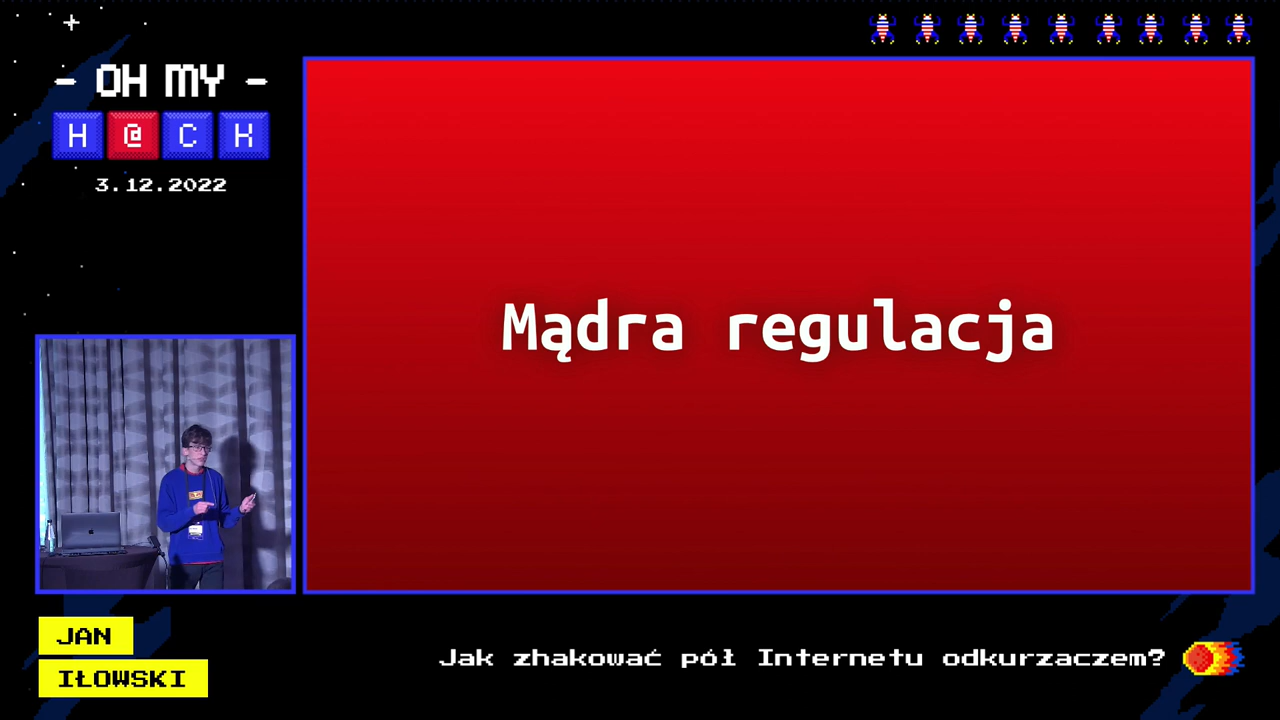 - OH MY -
H@CK
3.12.2022
Mądra regulacja
JAN
IŁOWSKI
Jak zhakować pół Internetu odkurzaczem?